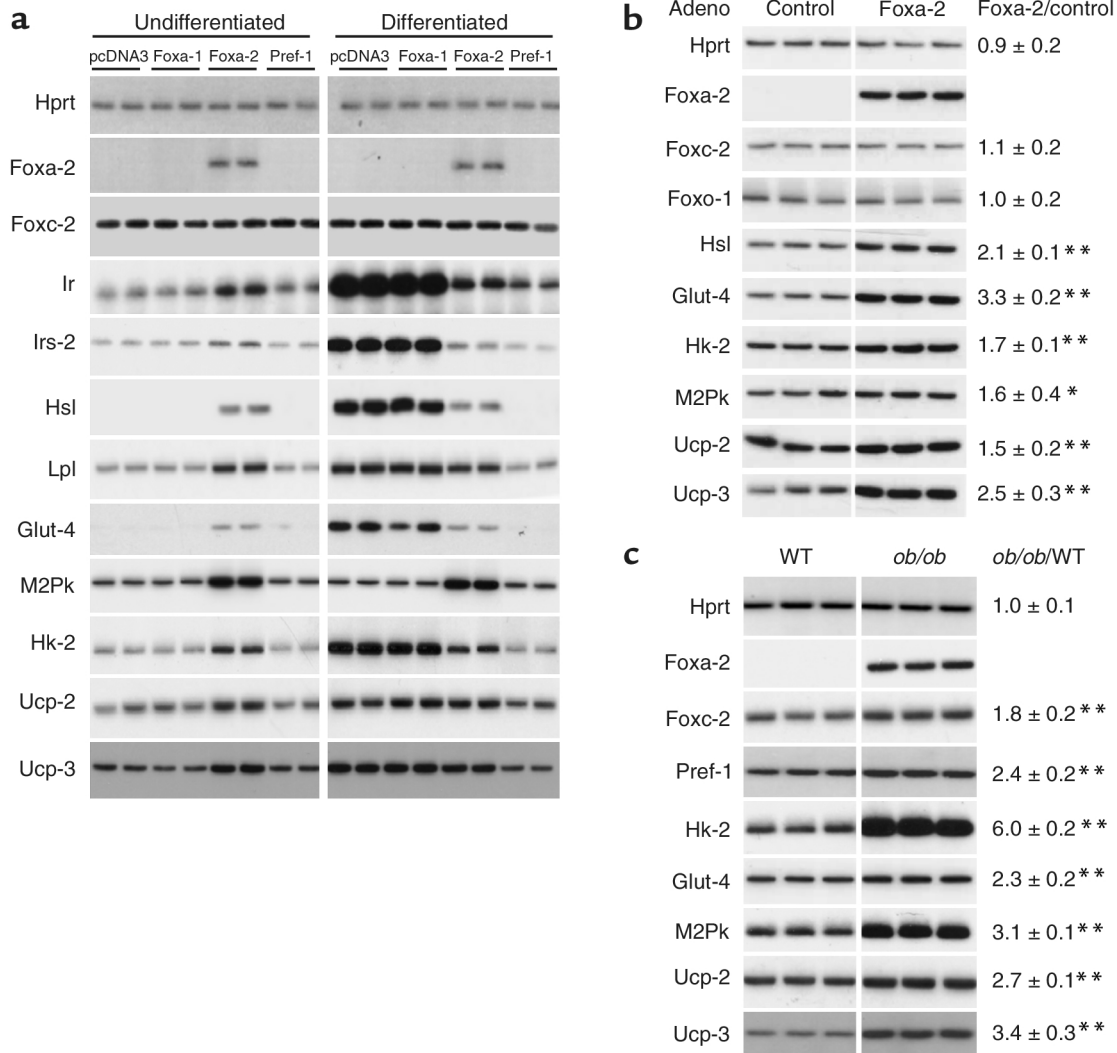 a
Undifferentiated Differentiated
pcDNA3 Foxa-1 Foxa-2 Pref-1 pcDNA3 Foxa-1 Foxa-2 Pref-1
Hprt
Foxa-2
Foxc-2
Ir
Irs-2
Hsl
Lpl
Glut-4
M2Pk
Hk-2
Ucp-2
Ucp-3
b
Adeno Control Foxa-2 Foxa-2/control
Hprt 0.9 ± 0.2
Foxa-2
Foxc-2 1.1 ± 0.2
Foxo-1 1.0 ± 0.2
Hsl 2.1 ± 0.1**
Glut-4 3.3 ± 0.2**
Hk-2 1.7 ± 0.1**
M2Pk 1.6 ± 0.4 *
Ucp-2 1.5 ± 0.2**
Ucp-3 2.5 ± 0.3**
c
WT ob/ob ob/ob/WT
Hprt 1.0 ± 0.1
Foxa-2
Foxc-2 1.8 ± 0.2**
Pref-1 2.4 ± 0.2**
Hk-2 6.0 ± 0.2**
Glut-4 2.3 ± 0.2**
M2Pk 3.1 ± 0.1**
Ucp-2 2.7 ± 0.1**
Ucp-3 3.4 ± 0.3**